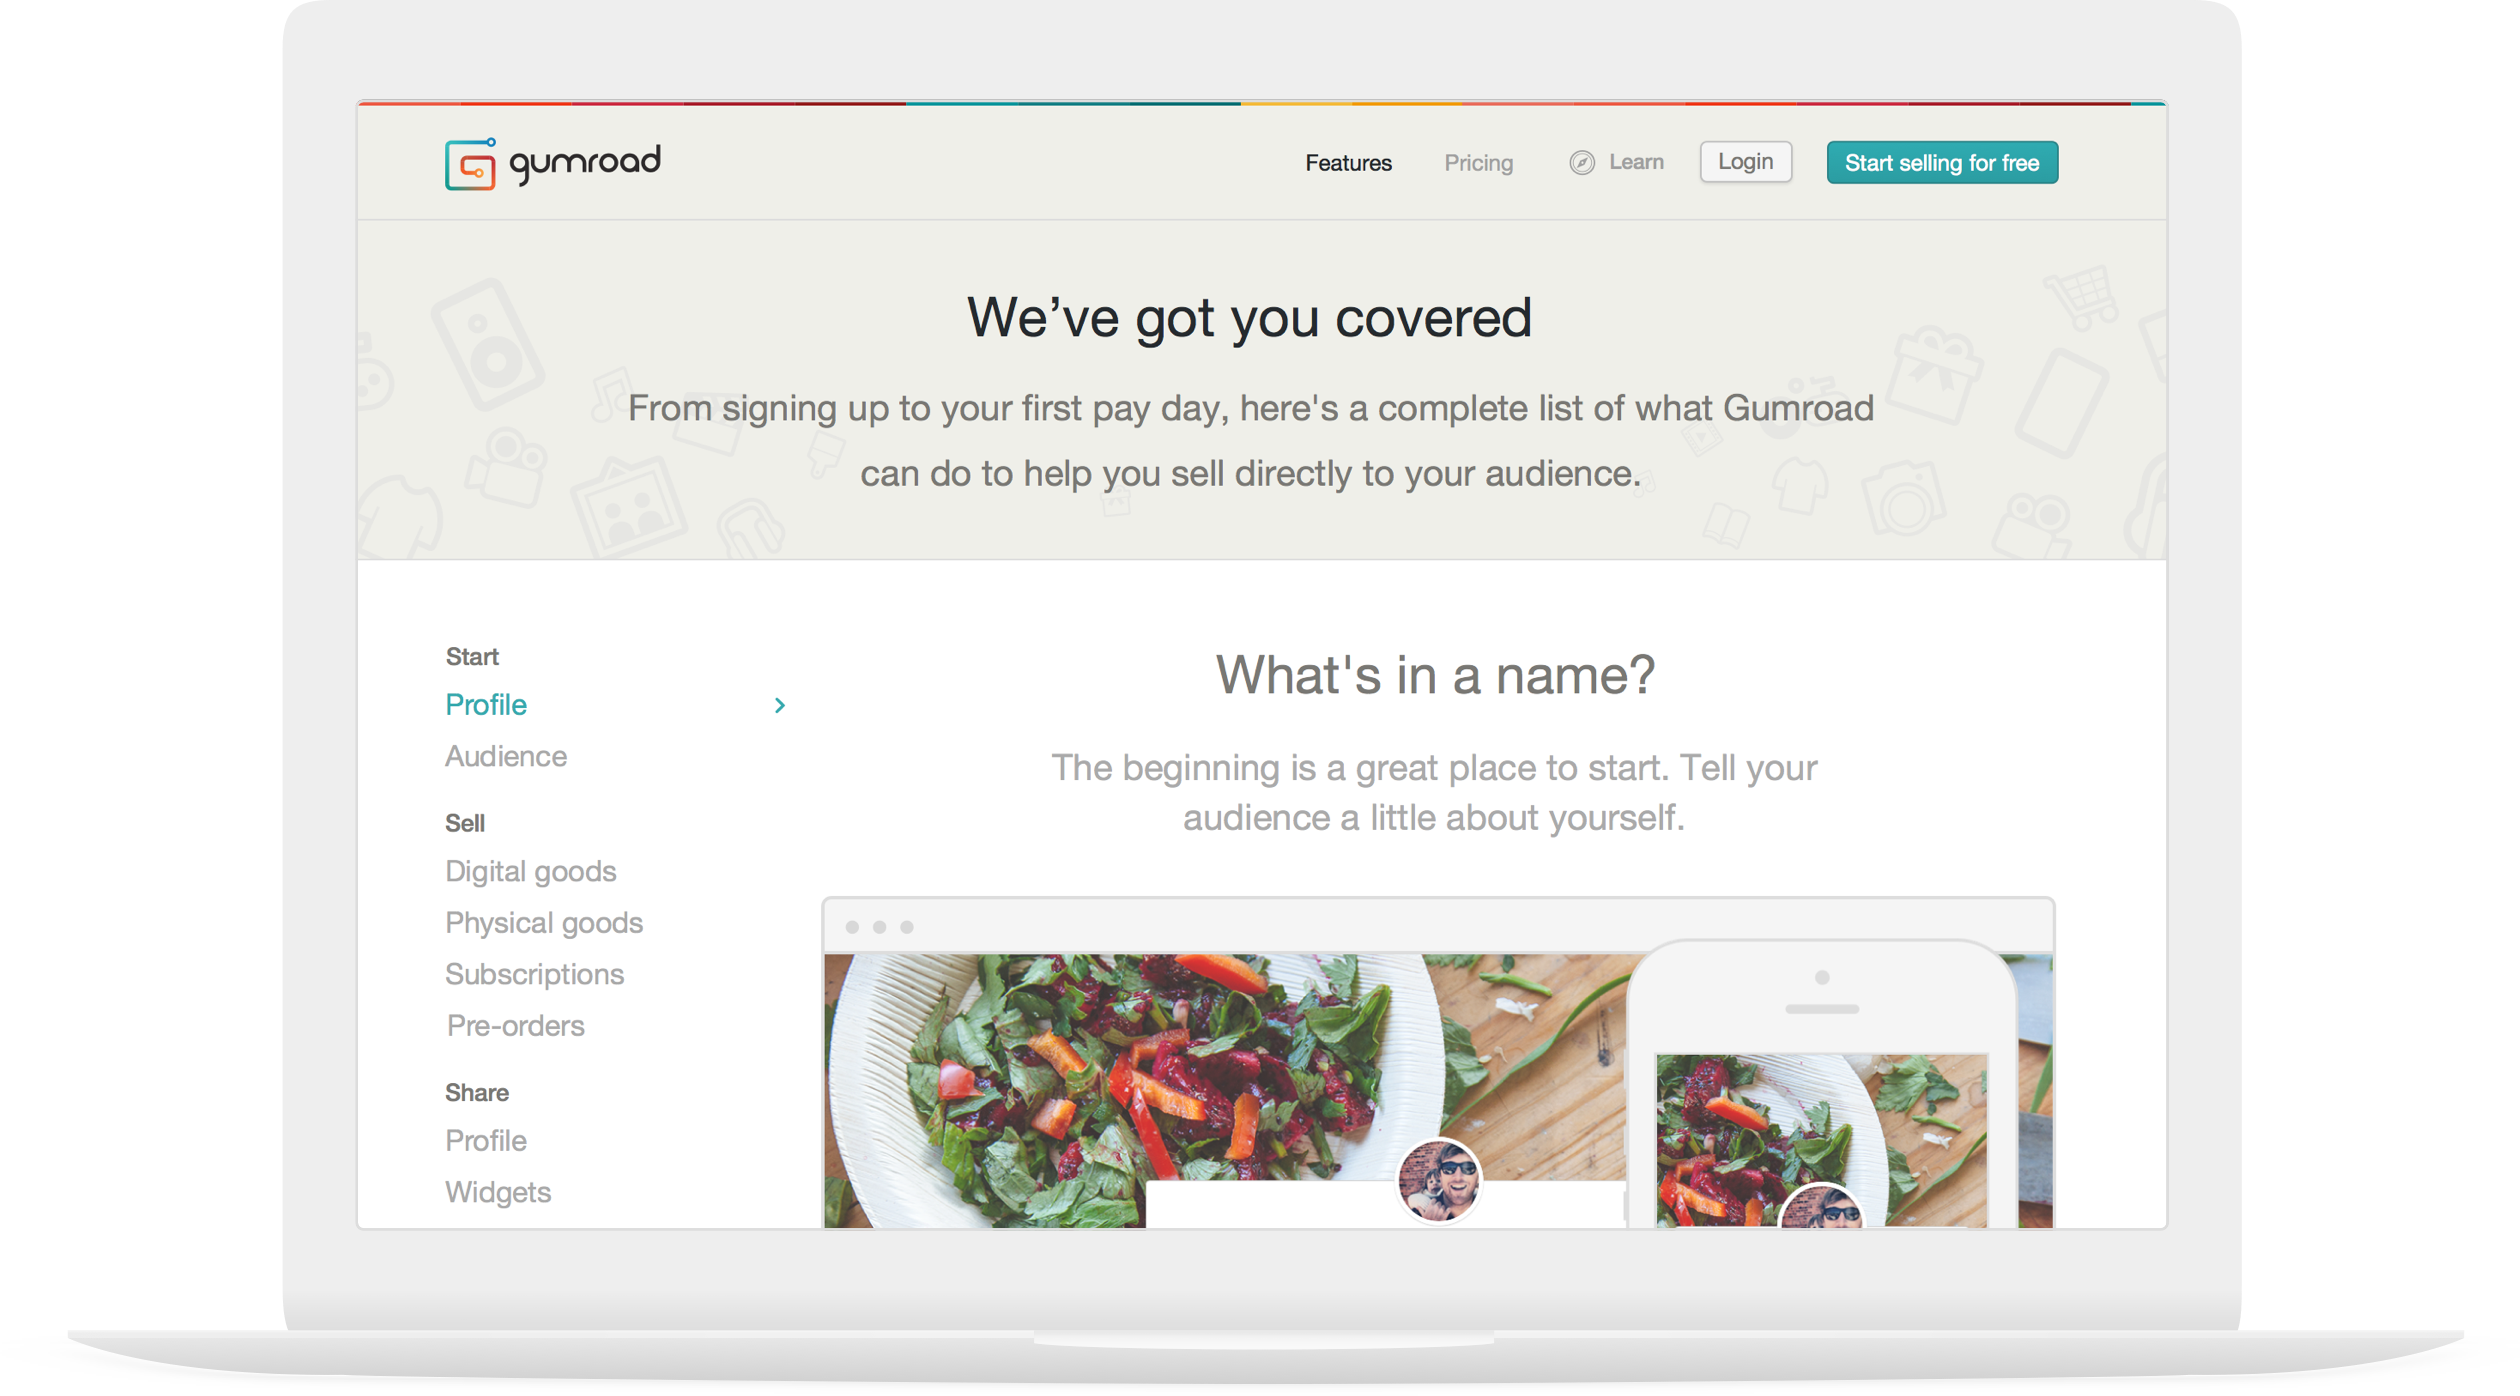 gumroad
Features
Pricing
Learn
Login
Start selling for free
We’ve got you covered
From signing up to your first pay day, here's a complete list of what Gumroad
can do to help you sell directly to your audience.
Start
Profile
Audience
Sell
Digital goods
Physical goods
Subscriptions
Pre-orders
Share
Profile
Widgets
What's in a name?
The beginning is a great place to start. Tell your
audience a little about yourself.